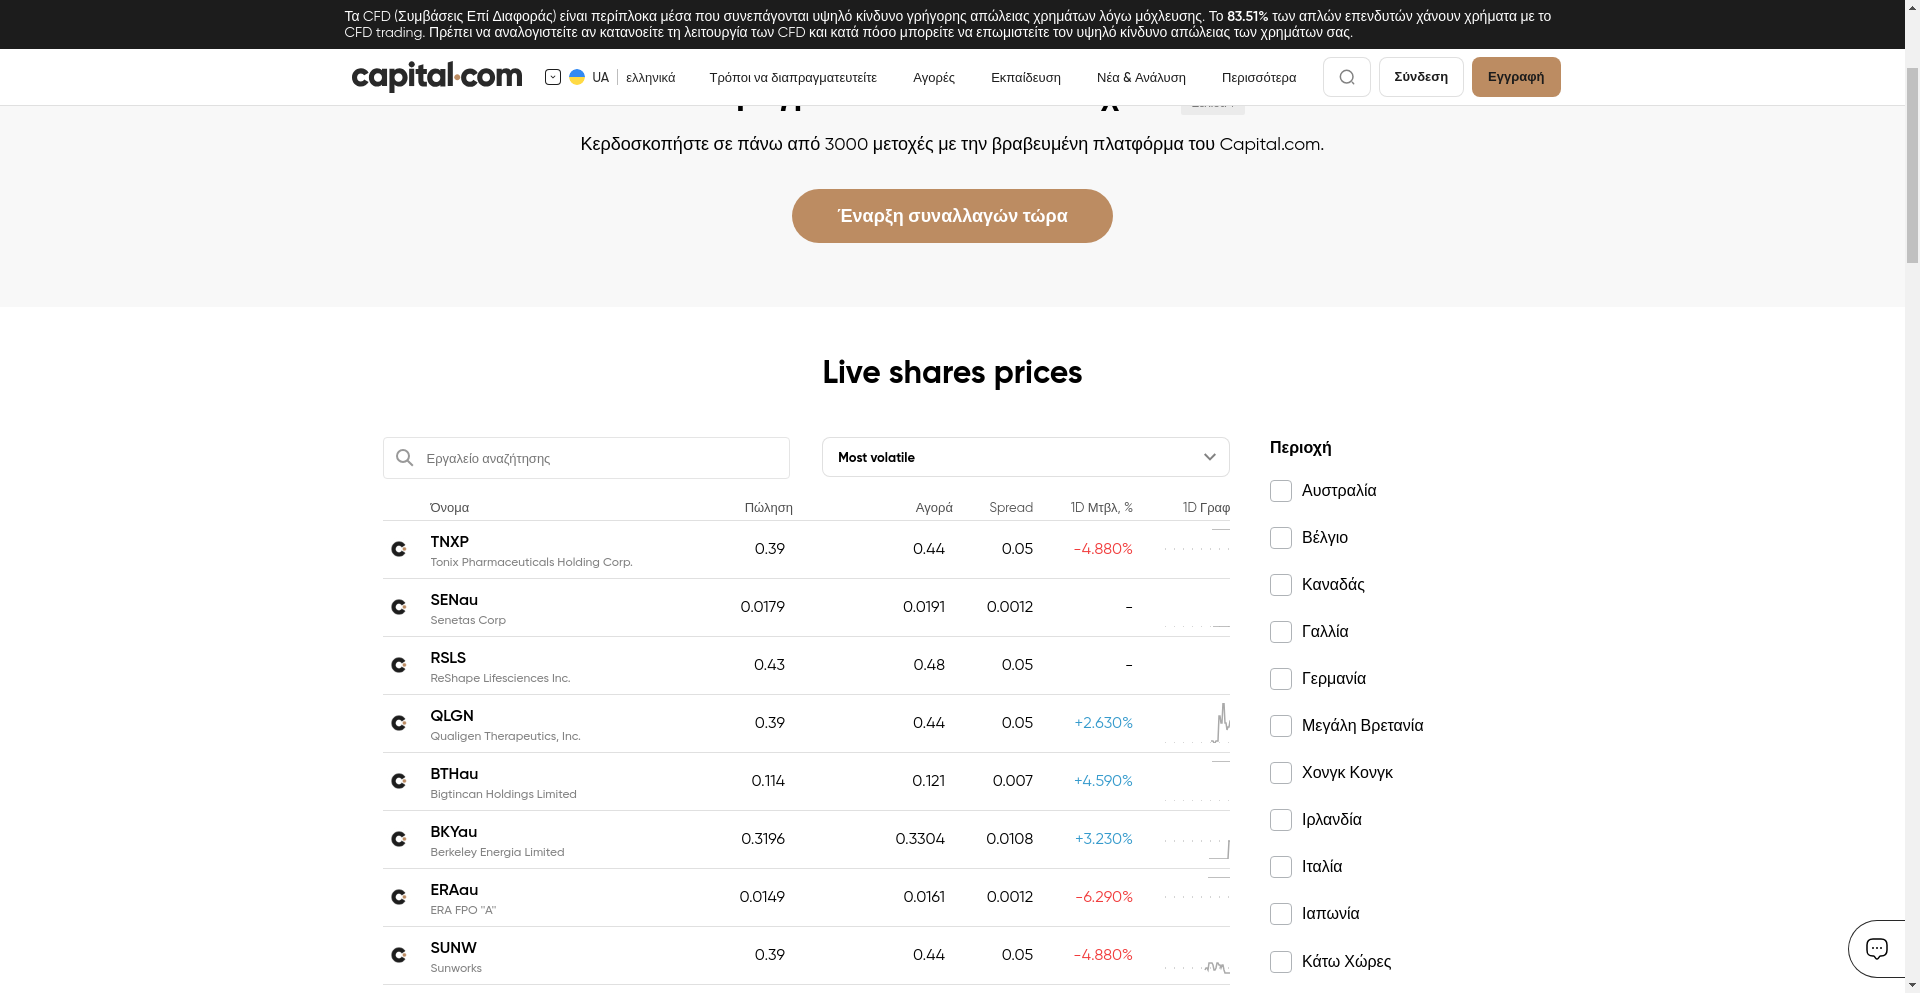 Τα CFD (Συμβάσεις Επί Διαφοράς) είναι περίπλοκα μέσα που συνεπάγονται υψηλό κίνδυνο γρήγορης απώλειας χρημάτων λόγω μόχλευσης. Το 83.51% των απλών επενδυτών χάνουν χρήματα με το
CFD trading. Πρέπει να αναλογιστείτε αν κατανοείτε τη λειτουργία των CFD και κατά πόσο μπορείτε να επωμιστείτε τον υψηλό κίνδυνο απώλειας των χρημάτων σας.
capital.com UA ελληνικά Τρόποι να διαπραγματευτείτε Αγορές Εκπαίδευση Νέα & Ανάλυση Περισσότερα Σύνδεση Εγγραφή
Κερδοσκοπήστε σε πάνω από 3000 μετοχές με την βραβευμένη πλατφόρμα του Capital.com.
Έναρξη συναλλαγών τώρα
Live shares prices
Εργαλείο αναζήτησης
Most volatile
Όνομα Πώληση Αγορά Spread 1D Μτβλ, % 1D Γραφ
TNXP 0.39 0.44 0.05 -4.880%
Tonix Pharmaceuticals Holding Corp.
SENau 0.0179 0.0191 0.0012 -
Senetas Corp
RSLS 0.43 0.48 0.05 -
ReShape Lifesciences Inc.
QLGN 0.39 0.44 0.05 +2.630%
Qualigen Therapeutics, Inc.
BTHau 0.114 0.121 0.007 +4.590%
Bigtincan Holdings Limited
BKYau 0.3196 0.3304 0.0108 +3.230%
Berkeley Energia Limited
ERAau 0.0149 0.0161 0.0012 -6.290%
ERA FPO "A"
SUNW 0.39 0.44 0.05 -4.880%
Sunworks
Περιοχή
Αυστραλία
Βέλγιο
Καναδάς
Γαλλία
Γερμανία
Μεγάλη Βρετανία
Χονγκ Κονγκ
Ιρλανδία
Ιταλία
Ιαπωνία
Κάτω Χώρες